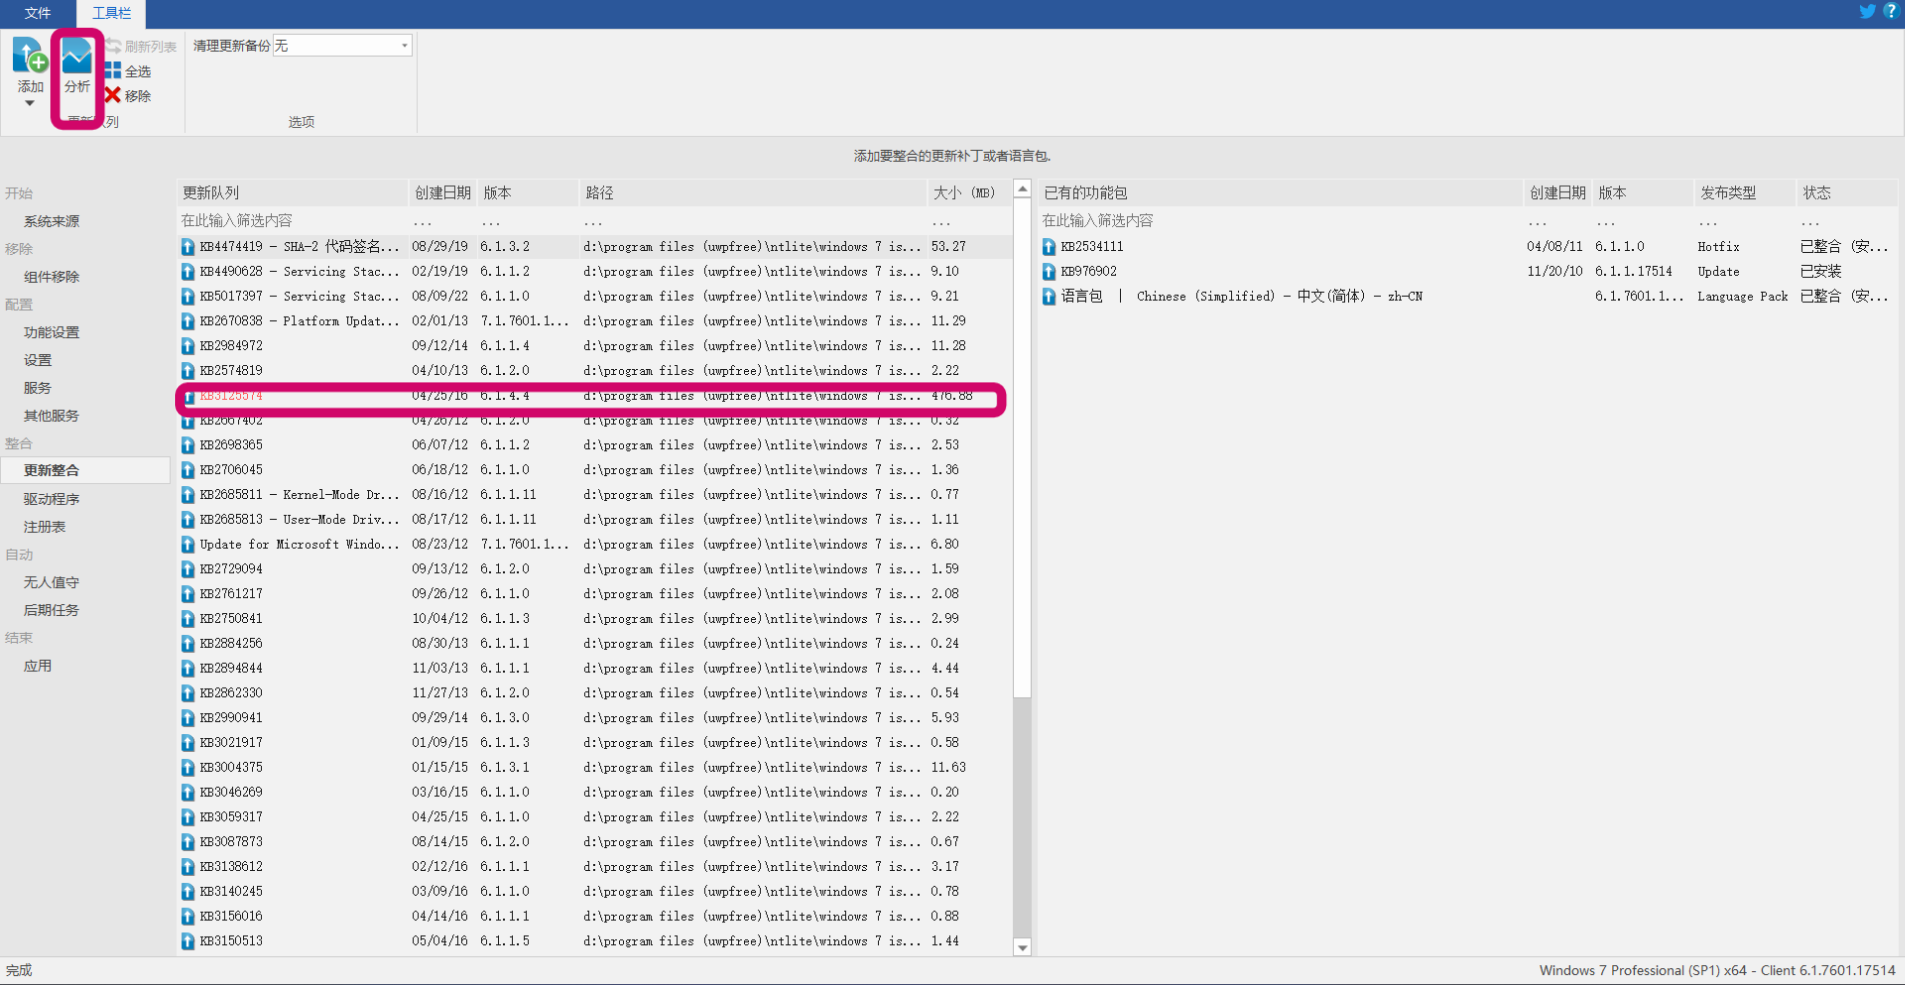 文件 工具栏
添加 分析 刷新列表 清理更新备份 无
全选
移除
更新队列 选项
添加要整合的更新补丁或者语言包。
开始
系统来源
移除
组件移除
配置
功能设置
设置
服务
其他服务
整合
更新整合
驱动程序
注册表
自动
无人值守
后期任务
结束
应用
更新队列 创建日期 版本 路径 大小 (MB)
在此输入筛选内容 ... ... ... ...
KB4474419 - SHA-2 代码签名... 08/29/19 6.1.3.2 d:\program files (uwpfree)\ntlite\windows 7 is... 53.27
KB4490628 - Servicing Stac... 02/19/19 6.1.1.2 d:\program files (uwpfree)\ntlite\windows 7 is... 9.10
KB5017397 - Servicing Stac... 08/09/22 6.1.1.0 d:\program files (uwpfree)\ntlite\windows 7 is... 9.21
KB2670838 - Platform Updat... 02/01/13 7.1.7601.1... d:\program files (uwpfree)\ntlite\windows 7 is... 11.29
KB2984972 09/12/14 6.1.1.4 d:\program files (uwpfree)\ntlite\windows 7 is... 11.28
KB2574819 04/10/13 6.1.2.0 d:\program files (uwpfree)\ntlite\windows 7 is... 2.22
KB3125574 04/25/16 6.1.4.4 d:\program files (uwpfree)\ntlite\windows 7 is... 476.88
KB2667402 04/26/12 6.1.2.0 d:\program files (uwpfree)\ntlite\windows 7 is... 0.32
KB2698365 06/07/12 6.1.1.2 d:\program files (uwpfree)\ntlite\windows 7 is... 2.53
KB2706045 06/18/12 6.1.1.0 d:\program files (uwpfree)\ntlite\windows 7 is... 1.36
KB2685811 - Kernel-Mode Dr... 08/16/12 6.1.1.11 d:\program files (uwpfree)\ntlite\windows 7 is... 0.77
KB2685813 - User-Mode Driv... 08/17/12 6.1.1.11 d:\program files (uwpfree)\ntlite\windows 7 is... 1.11
Update for Microsoft Windo... 08/23/12 7.1.7601.1... d:\program files (uwpfree)\ntlite\windows 7 is... 6.80
KB2729094 09/13/12 6.1.2.0 d:\program files (uwpfree)\ntlite\windows 7 is... 1.59
KB2761217 09/26/12 6.1.1.0 d:\program files (uwpfree)\ntlite\windows 7 is... 2.08
KB2750841 10/04/12 6.1.1.3 d:\program files (uwpfree)\ntlite\windows 7 is... 2.99
KB2884256 08/30/13 6.1.1.1 d:\program files (uwpfree)\ntlite\windows 7 is... 0.24
KB2894844 11/03/13 6.1.1.1 d:\program files (uwpfree)\ntlite\windows 7 is... 4.44
KB2862330 11/27/13 6.1.2.0 d:\program files (uwpfree)\ntlite\windows 7 is... 0.54
KB2990941 09/29/14 6.1.3.0 d:\program files (uwpfree)\ntlite\windows 7 is... 5.93
KB3021917 01/09/15 6.1.1.3 d:\program files (uwpfree)\ntlite\windows 7 is... 0.58
KB3004375 01/15/15 6.1.3.1 d:\program files (uwpfree)\ntlite\windows 7 is... 11.63
KB3046269 03/16/15 6.1.1.0 d:\program files (uwpfree)\ntlite\windows 7 is... 0.20
KB3059317 04/25/15 6.1.1.0 d:\program files (uwpfree)\ntlite\windows 7 is... 2.22
KB3087873 08/14/15 6.1.2.0 d:\program files (uwpfree)\ntlite\windows 7 is... 0.67
KB3138612 02/12/16 6.1.1.1 d:\program files (uwpfree)\ntlite\windows 7 is... 3.17
KB3140245 03/09/16 6.1.1.0 d:\program files (uwpfree)\ntlite\windows 7 is... 0.78
KB3156016 04/14/16 6.1.1.1 d:\program files (uwpfree)\ntlite\windows 7 is... 0.88
KB3150513 05/04/16 6.1.1.5 d:\program files (uwpfree)\ntlite\windows 7 is... 1.44
已有的功能包 创建日期 版本 发布类型 状态
在此输入筛选内容 ... ... ... ...
KB2534111 04/08/11 6.1.1.0 Hotfix 已整合 (安...
KB976902 11/20/10 6.1.1.17514 Update 已安装
语言包 | Chinese (Simplified) - 中文(简体) - zh-CN 6.1.7601.1... Language Pack 已整合 (安...
完成 Windows 7 Professional (SP1) x64 - Client 6.1.7601.17514